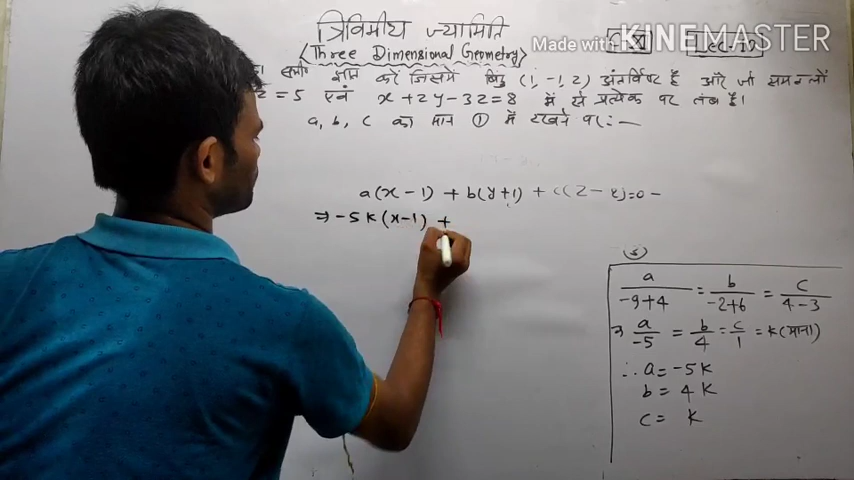 त्रिविमीय ज्यामिति
(Three Dimensional Geometry)
Made with KINEMASTER
ज्ञात करें जिसमें बिंदु (1, -1, 2) अंतर्विष्ट है और जो समतलों
2 = 5 एवं x + 2y - 3z = 8 में से प्रत्येक पर लंब है।
a, b, c का मान ① में रखने पर :—
a(x - 1) + b(y + 1) + c(z - 2) = 0 -
⇒ -5k(x-1) +
a/-9+4 = b/-2+6 = c/4-3
⇒ a/-5 = b/4 = c/1 = k (माना)
∴ a = -5k
b = 4k
c = k